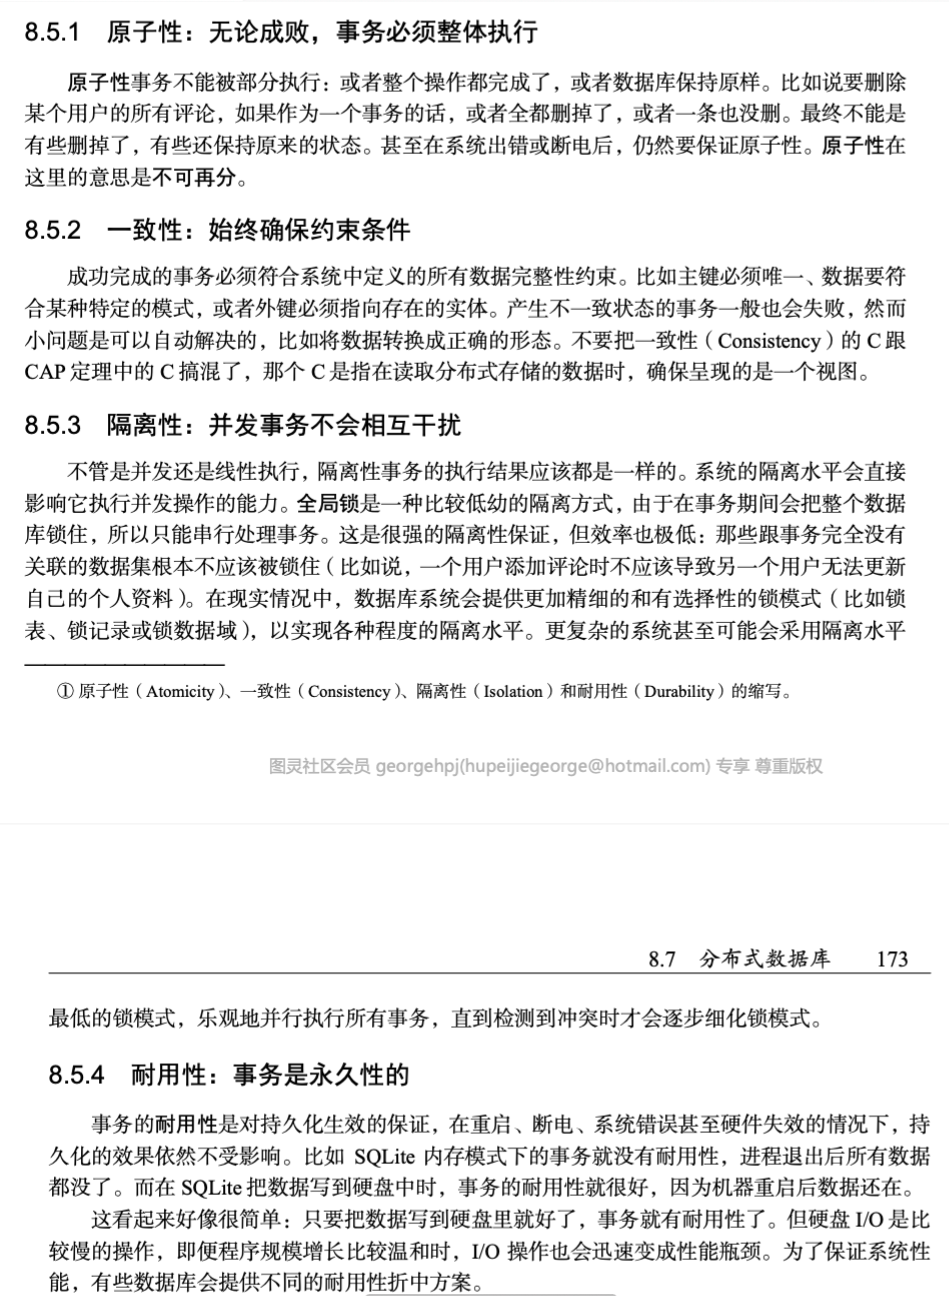 8.5.1 原子性：无论成败，事务必须整体执行
原子性事务不能被部分执行：或者整个操作都完成了，或者数据库保持原样。比如说要删除
某个用户的所有评论，如果作为一个事务的话，或者全都删掉了，或者一条也没删。最终不能是
有些删掉了，有些还保持原来的状态。甚至在系统出错或断电后，仍然要保证原子性。原子性在
这里的意思是不可再分。
8.5.2 一致性：始终确保约束条件
成功完成的事务必须符合系统中定义的所有数据完整性约束。比如主键必须唯一、数据要符
合某种特定的模式，或者外键必须指向存在的实体。产生不一致状态的事务一般也会失败，然而
小问题是可以自动解决的，比如将数据转换成正确的形态。不要把一致性（Consistency）的 C 跟
CAP 定理中的 C 搞混了，那个 C 是指在读取分布式存储的数据时，确保呈现的是一个视图。
8.5.3 隔离性：并发事务不会相互干扰
不管是并发还是线性执行，隔离性事务的执行结果应该都是一样的。系统的隔离水平会直接
影响它执行并发操作的能力。全局锁是一种比较低幼的隔离方式，由于在事务期间会把整个数据
库锁住，所以只能串行处理事务。这是很强的隔离性保证，但效率也极低：那些跟事务完全没有
关联的数据集根本不应该被锁住（比如说，一个用户添加评论时不应该导致另一个用户无法更新
自己的个人资料）。在现实情况中，数据库系统会提供更加精细的和有选择性的锁模式（比如锁
表、锁记录或锁数据域），以实现各种程度的隔离水平。更复杂的系统甚至可能会采用隔离水平
① 原子性（Atomicity）、一致性（Consistency）、隔离性（Isolation）和耐用性（Durability）的缩写。
图灵社区会员 georgehpj(hupeijiegeorge@hotmail.com) 专享 尊重版权
8.7 分布式数据库 173
最低的锁模式，乐观地并行执行所有事务，直到检测到冲突时才会逐步细化锁模式。
8.5.4 耐用性：事务是永久性的
事务的耐用性是对持久化生效的保证，在重启、断电、系统错误甚至硬件失效的情况下，持
久化的效果依然不受影响。比如 SQLite 内存模式下的事务就没有耐用性，进程退出后所有数据
都没了。而在 SQLite 把数据写到硬盘中时，事务的耐用性就很好，因为机器重启后数据还在。
这看起来好像很简单：只要把数据写到硬盘里就好了，事务就有耐用性了。但硬盘 I/O 是比
较慢的操作，即便程序规模增长比较温和时，I/O 操作也会迅速变成性能瓶颈。为了保证系统性
能，有些数据库会提供不同的耐用性折中方案。